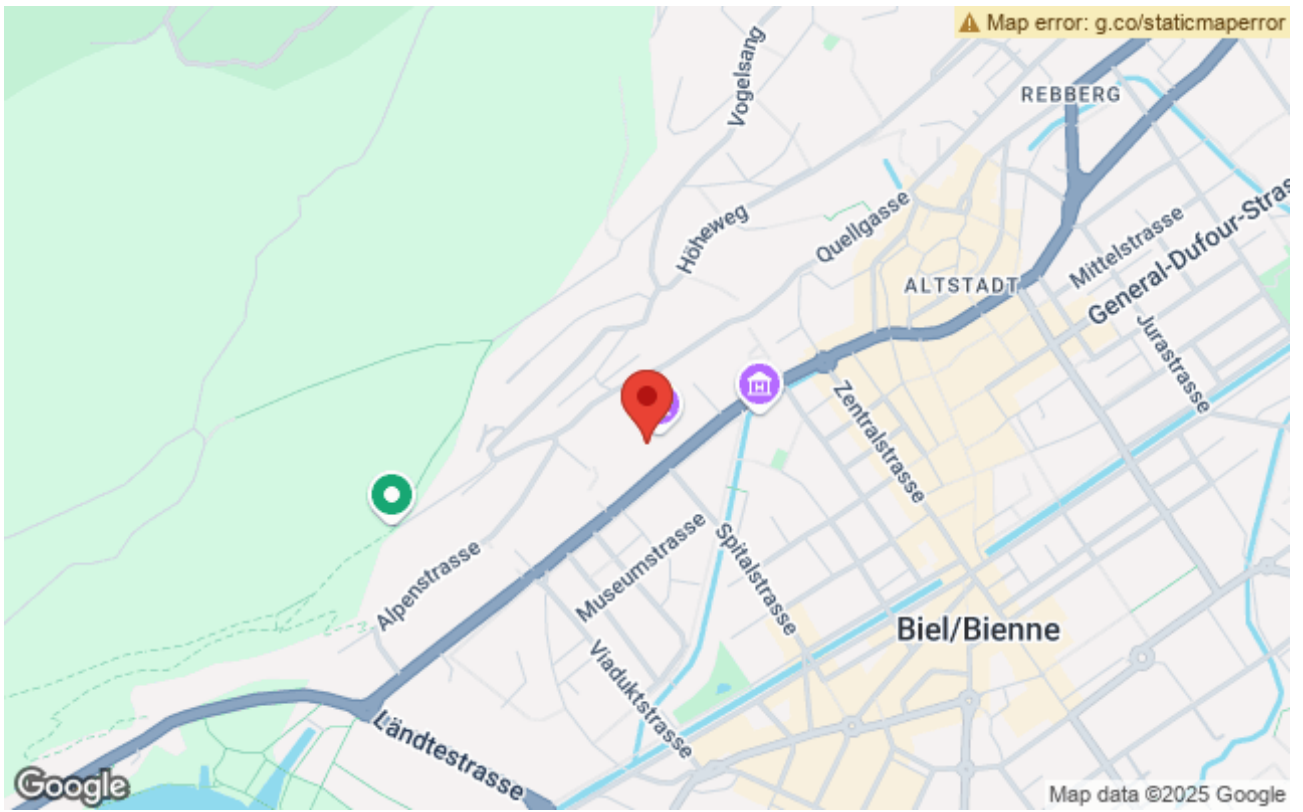 Map error: g.co/staticmaperror
Vogelsang
REBBERG
Höheweg
Quellgasse
Mittelstrasse
General-Dufour-Stras
ALTSTADT
Jurastrasse
Zentralstrasse
Museumstrasse
Spitalstrasse
Alpenstrasse
Biel/Bienne
Viaduktstrasse
Ländtestrasse
Google
Map data ©2025 Google